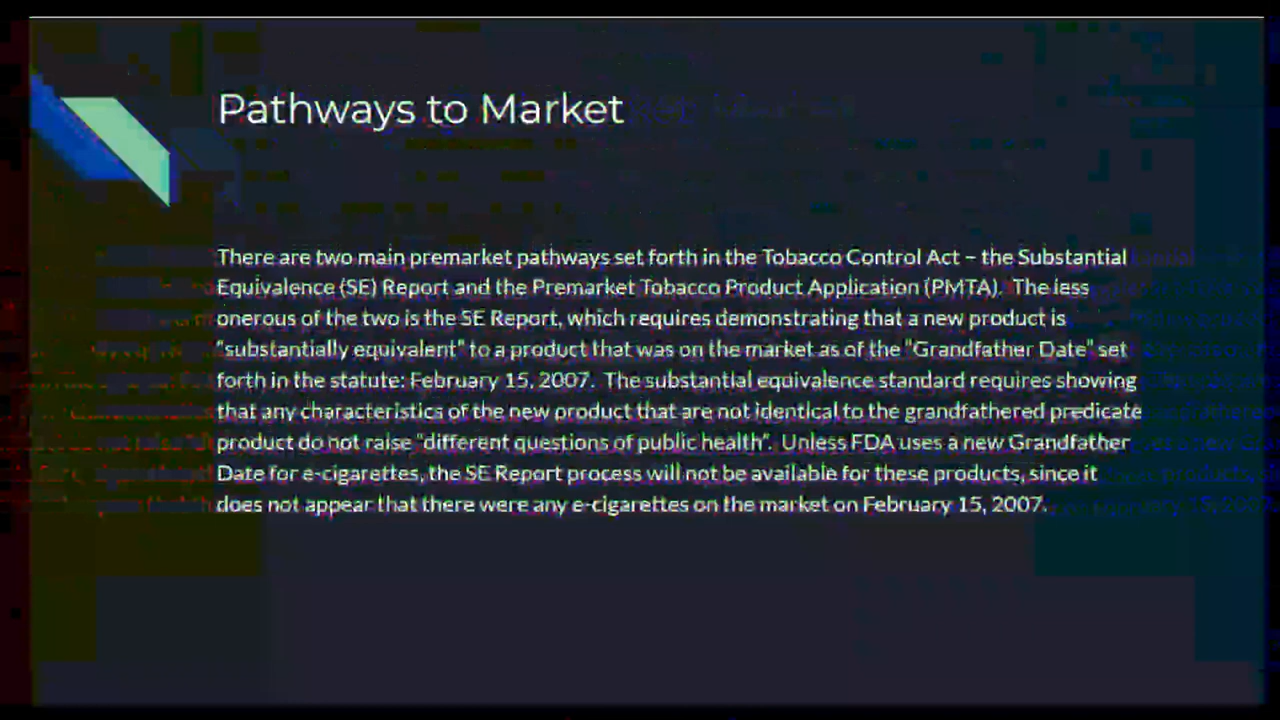 Pathways to Market
There are two main premarket pathways set forth in the Tobacco Control Act – the Substantial
Equivalence (SE) Report and the Premarket Tobacco Product Application (PMTA).  The less
onerous of the two is the SE Report, which requires demonstrating that a new product is
"substantially equivalent" to a product that was on the market as of the "Grandfather Date" set
forth in the statute: February 15, 2007.  The substantial equivalence standard requires showing
that any characteristics of the new product that are not identical to the grandfathered predicate
product do not raise "different questions of public health".  Unless FDA uses a new Grandfather
Date for e-cigarettes, the SE Report process will not be available for these products, since it
does not appear that there were any e-cigarettes on the market on February 15, 2007.